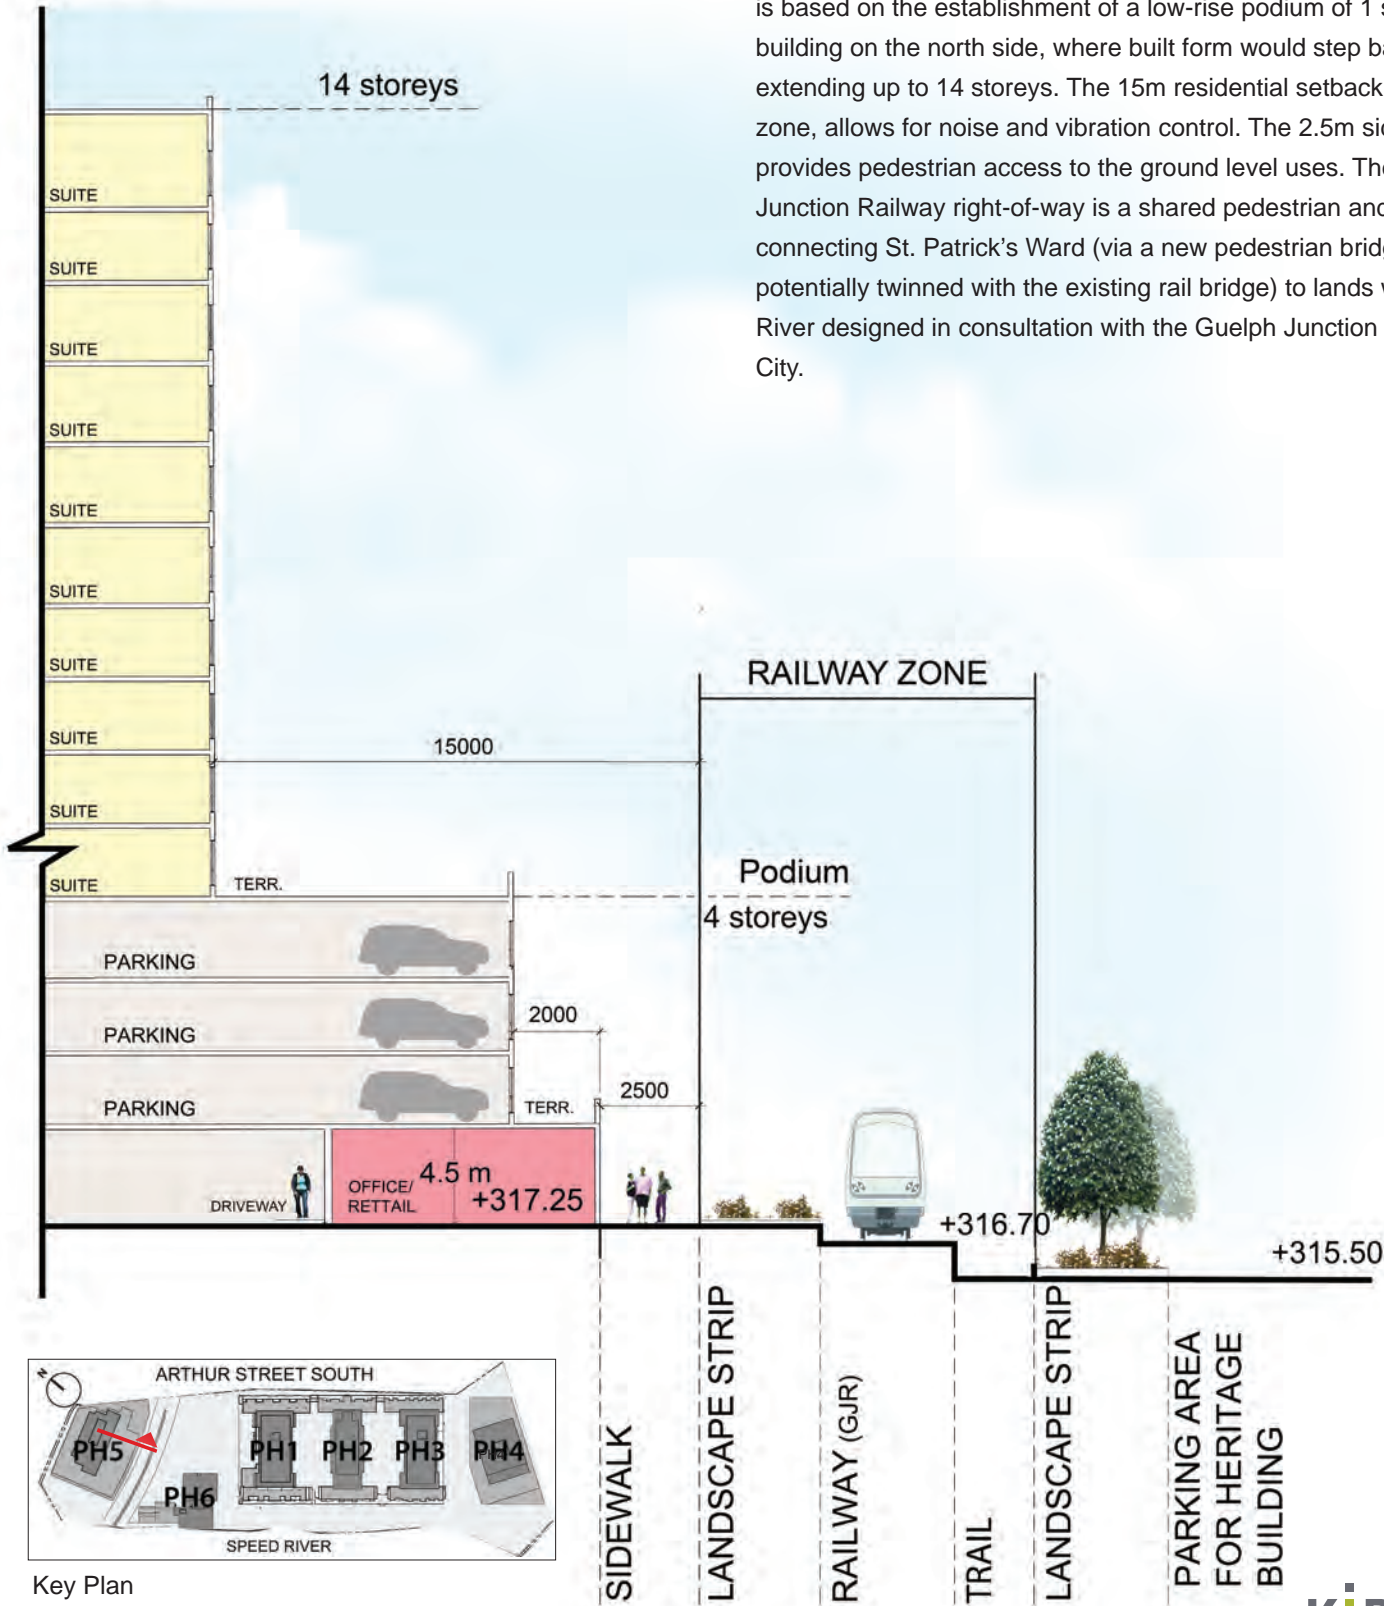 is based on the establishment of a low-rise podium of 1 s
building on the north side, where built form would step ba
extending up to 14 storeys. The 15m residential setback
zone, allows for noise and vibration control. The 2.5m sid
provides pedestrian access to the ground level uses. The
Junction Railway right-of-way is a shared pedestrian and
connecting St. Patrick's Ward (via a new pedestrian bridg
potentially twinned with the existing rail bridge) to lands w
River designed in consultation with the Guelph Junction
City.
14 storeys
SUITE
SUITE
SUITE
SUITE
SUITE
SUITE
SUITE
SUITE
SUITE
SUITE
RAILWAY ZONE
15000
TERR.
Podium
4 storeys
PARKING
PARKING
PARKING
2000
2500
TERR.
DRIVEWAY
OFFICE/
RETTAIL
4.5 m
+317.25
+316.70
+315.50
SIDEWALK
LANDSCAPE STRIP
RAILWAY (GJR)
TRAIL
LANDSCAPE STRIP
PARKING AREA
FOR HERITAGE
BUILDING
N
ARTHUR STREET SOUTH
PH5
PH1
PH2
PH3
PH4
PH6
SPEED RIVER
Key Plan